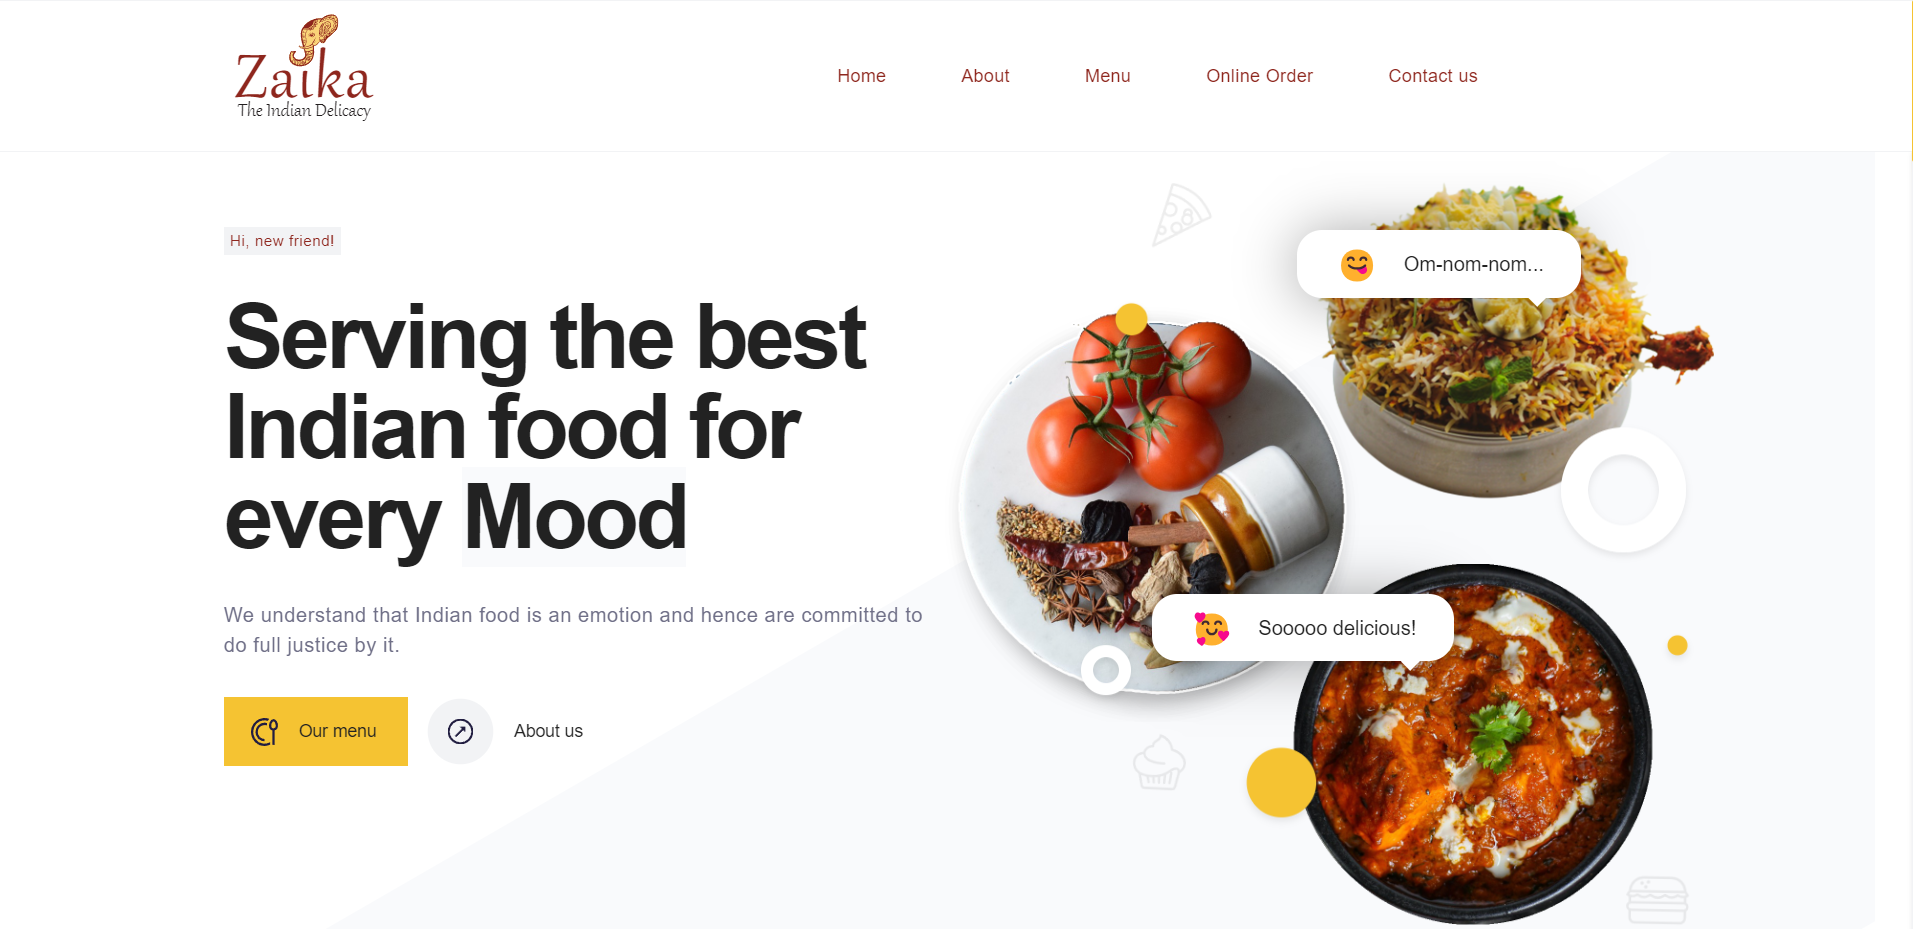 Zaika
The Indian Delicacy
Home
About
Menu
Online Order
Contact us
Hi, new friend!
Serving the best
Indian food for
every Mood
We understand that Indian food is an emotion and hence are committed to
do full justice by it.
Our menu
About us
Om-nom-nom...
Sooooo delicious!